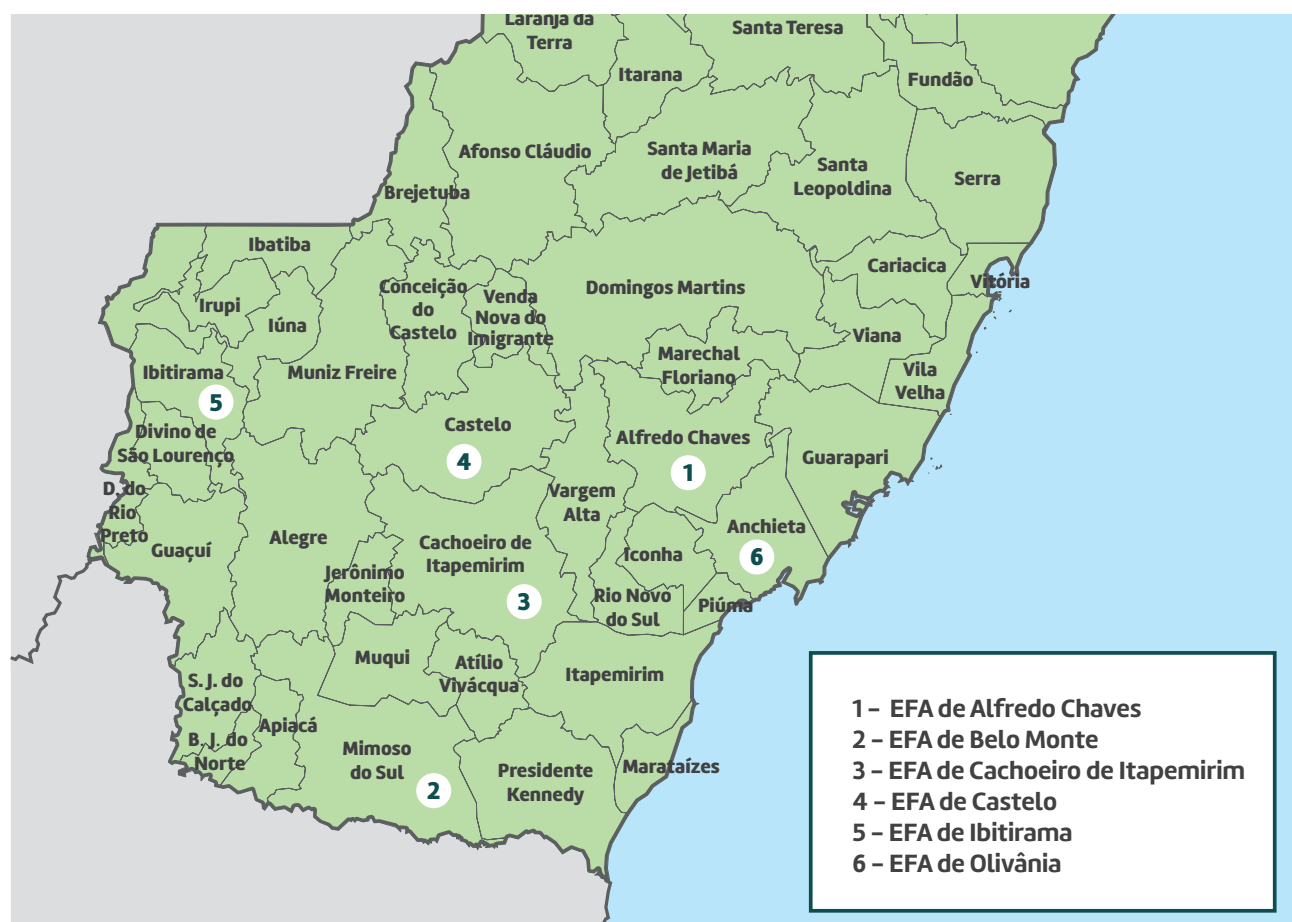 Laranja da
Terra
Santa Teresa
Itarana
Fundão
Afonso Cláudio
Santa Maria
de Jetibá
Santa
Leopoldina
Serra
Brejetuba
Ibatiba
Cariacica
Vitória
Conceição
do
Castelo
Venda
Nova do
Imigrante
Domingos Martins
Irupi
Iúna
Viana
Ibitirama
5
Muniz Freire
Marechal
Floriano
Vila
Velha
Divino de
São Lourenço
Castelo
4
Alfredo Chaves
1
Guarapari
D. do
Rio
Preto
Guaçuí
Alegre
Vargem
Alta
Anchieta
6
Cachoeiro de
Itapemirim
3
Iconha
Jerônimo
Monteiro
Rio Novo
do Sul
Piúma
Muqui
Atílio
Vivácqua
Itapemirim
S. J. do
Calçado
Apiacá
B. J. do
Norte
Mimoso
do Sul
2
Presidente
Kennedy
Marataízes
1 – EFA de Alfredo Chaves
2 – EFA de Belo Monte
3 – EFA de Cachoeiro de Itapemirim
4 – EFA de Castelo
5 – EFA de Ibitirama
6 – EFA de Olivânia